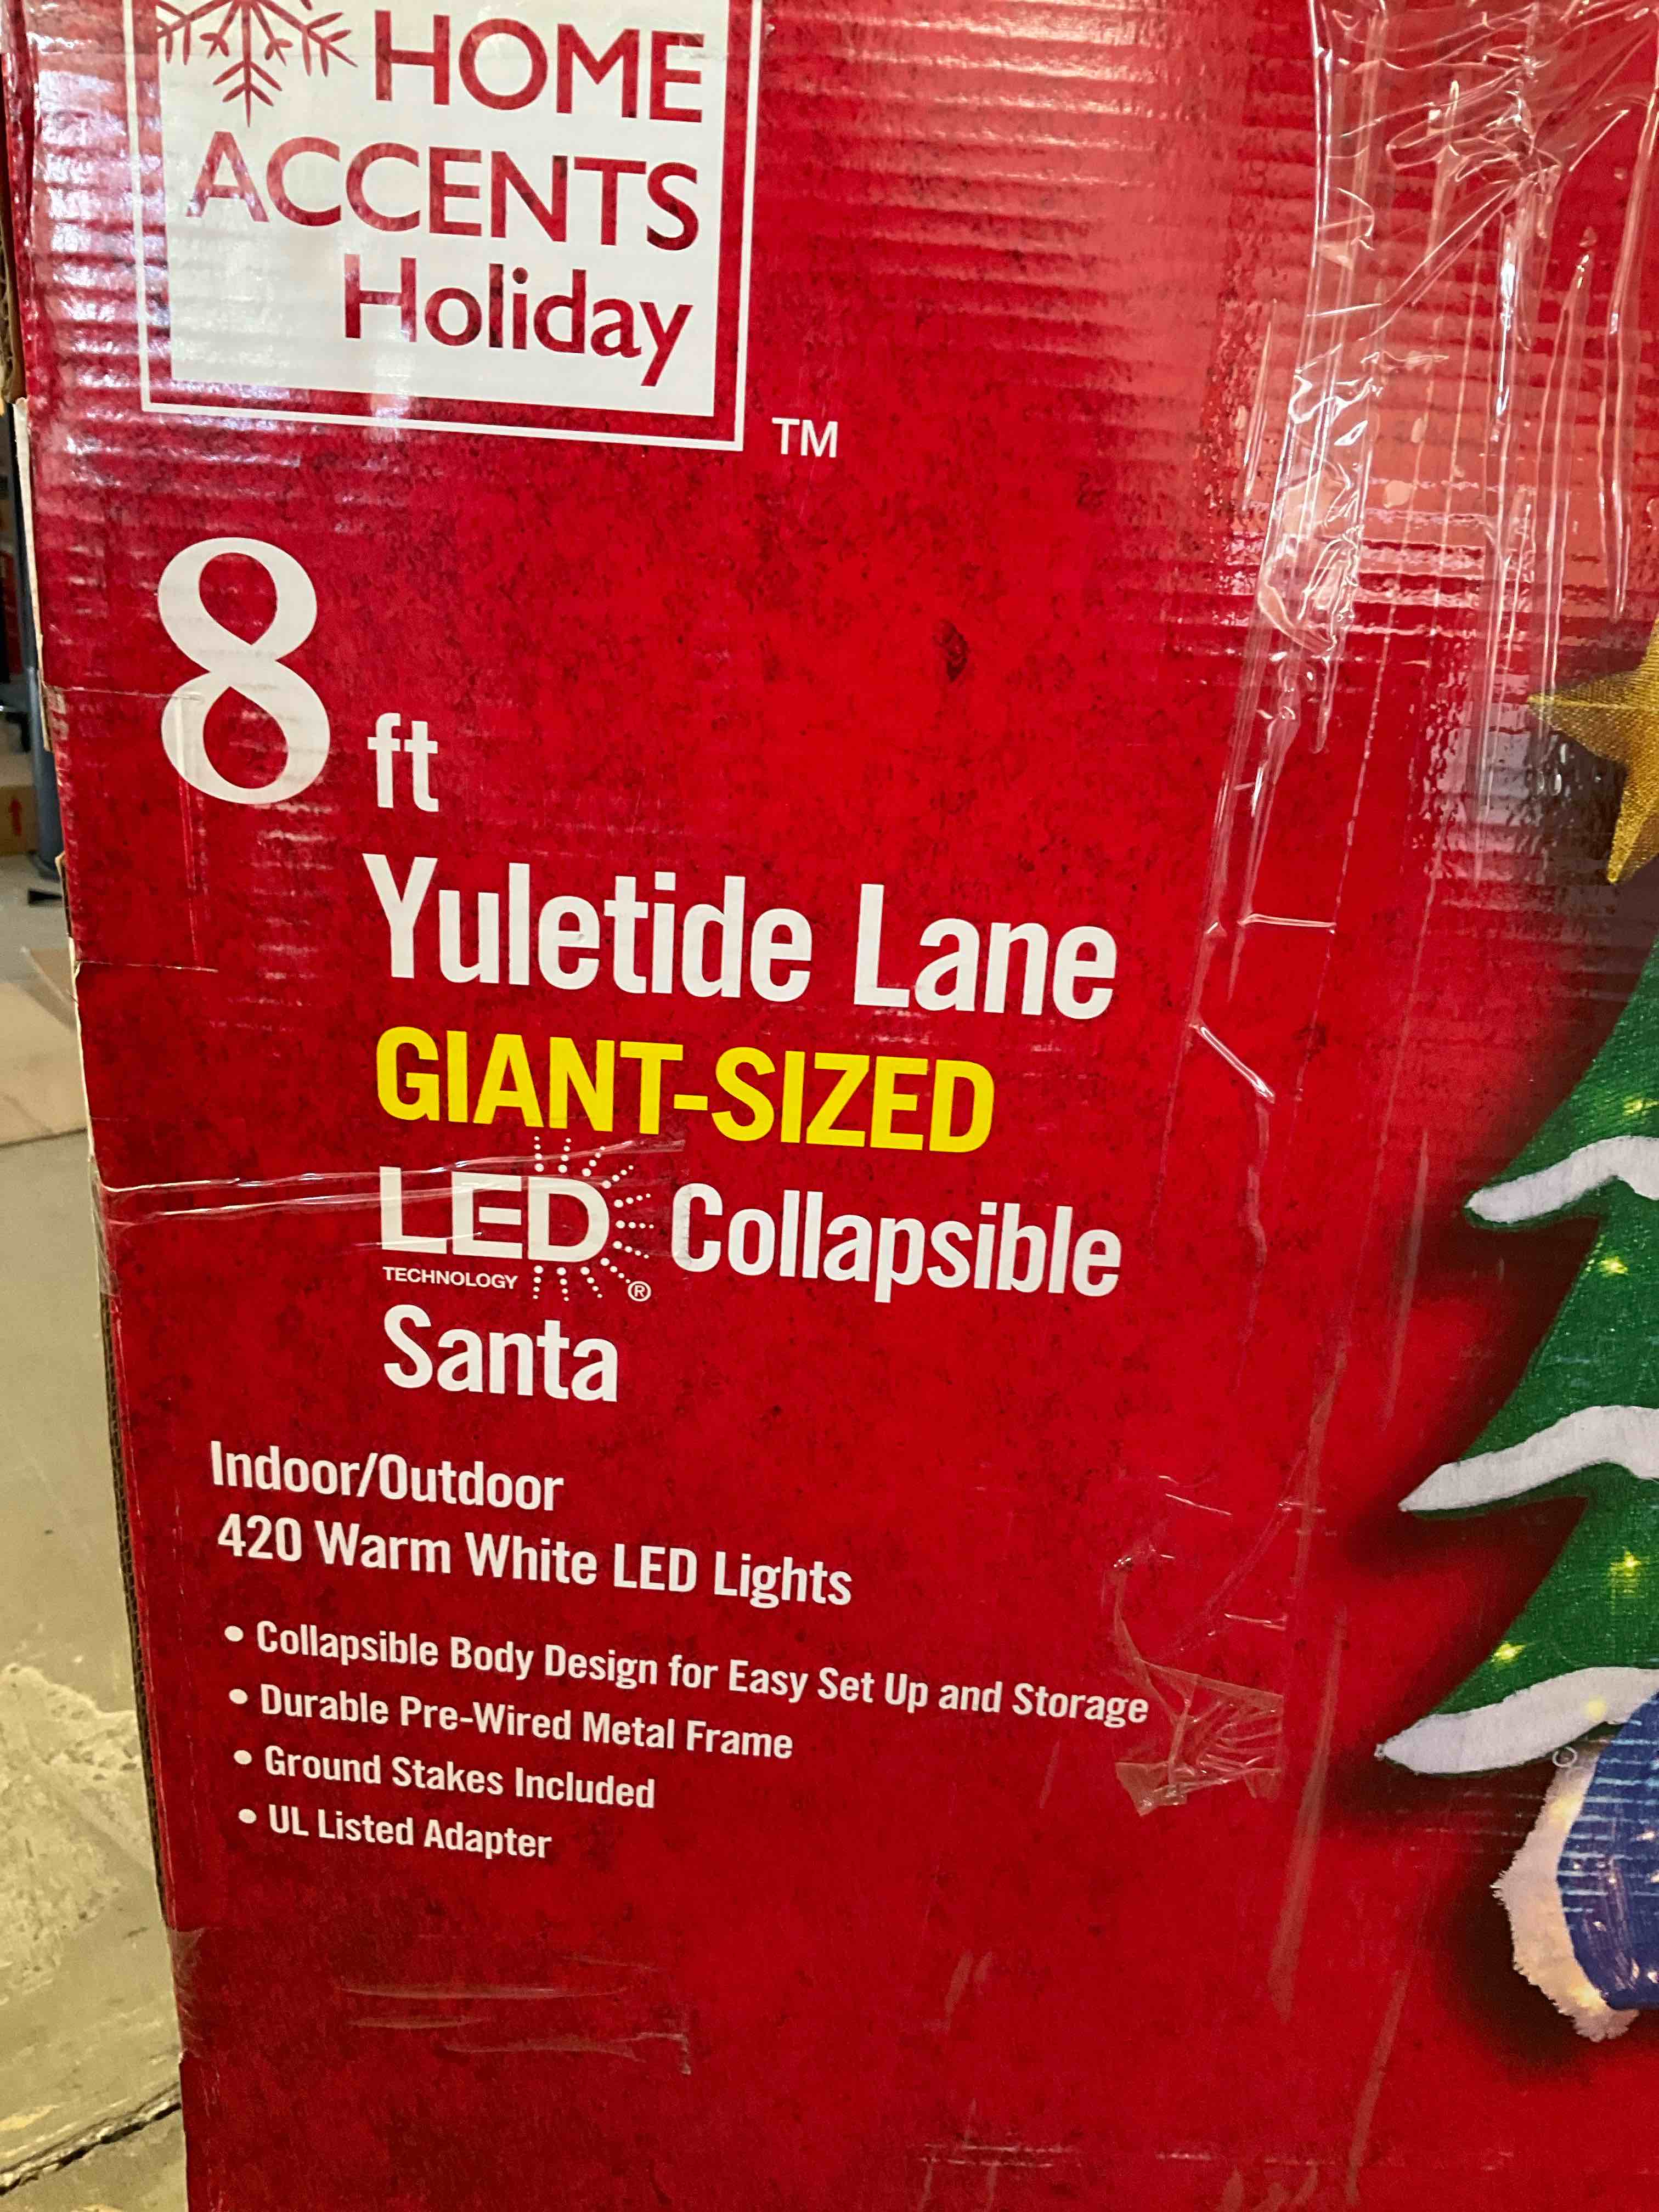 HOME
ACCENTS
Holiday
TM
8 ft
Yuletide Lane
GIANT-SIZED
LED Collapsible
TECHNOLOGY ®
Santa
Indoor/Outdoor
420 Warm White LED Lights
• Collapsible Body Design for Easy Set Up and Storage
• Durable Pre-Wired Metal Frame
• Ground Stakes Included
• UL Listed Adapter